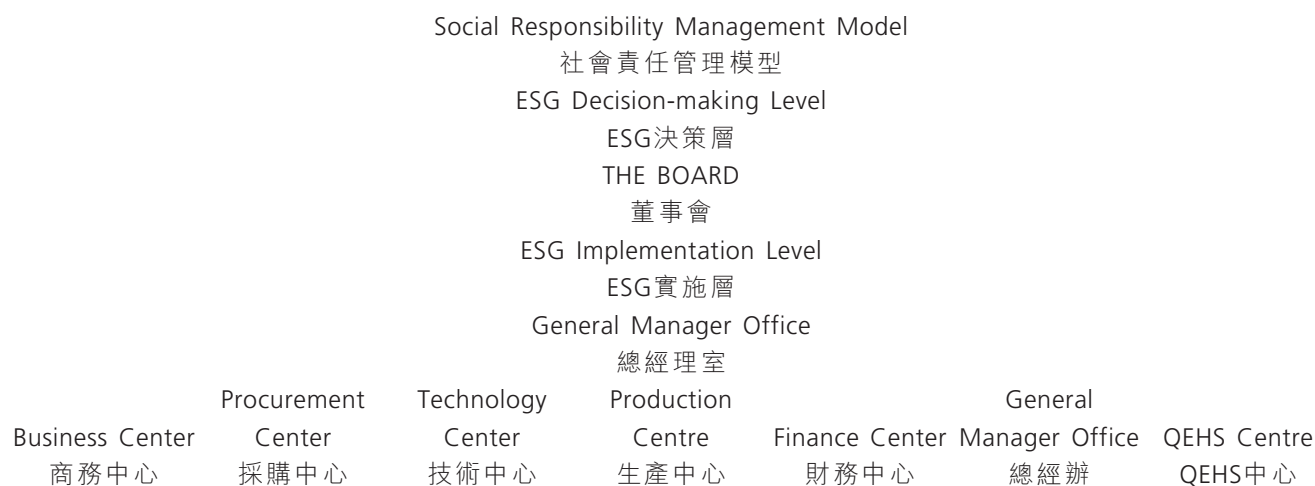 Social Responsibility Management Model
社會責任管理模型
ESG Decision-making Level
ESG決策層
THE BOARD
董事會
ESG Implementation Level
ESG實施層
General Manager Office
總經理室
Procurement Technology Production General
Business Center Center Center Centre Finance Center Manager Office QEHS Centre
商務中心 採購中心 技術中心 生產中心 財務中心 總經辦 QEHS中心